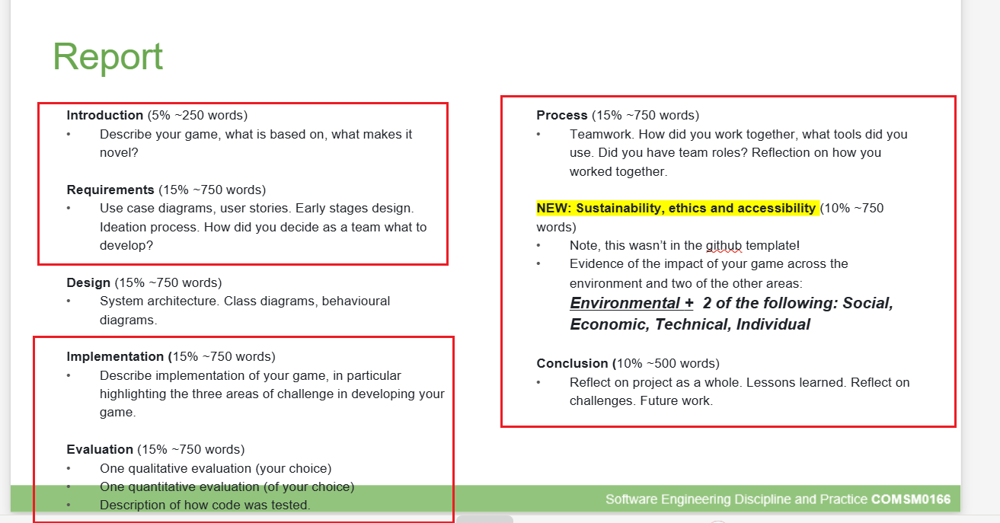 Report
Introduction (5% ~250 words)
• Describe your game, what is based on, what makes it
novel?
Requirements (15% ~750 words)
• Use case diagrams, user stories. Early stages design.
Ideation process. How did you decide as a team what to
develop?
Design (15% ~750 words)
• System architecture. Class diagrams, behavioural
diagrams.
Implementation (15% ~750 words)
• Describe implementation of your game, in particular
highlighting the three areas of challenge in developing your
game.
Evaluation (15% ~750 words)
• One qualitative evaluation (your choice)
• One quantitative evaluation (of your choice)
• Description of how code was tested.
Process (15% ~750 words)
• Teamwork. How did you work together, what tools did you
use. Did you have team roles? Reflection on how you
worked together.
NEW: Sustainability, ethics and accessibility (10% ~750
words)
• Note, this wasn't in the github template!
• Evidence of the impact of your game across the
environment and two of the other areas:
Environmental + 2 of the following: Social,
Economic, Technical, Individual
Conclusion (10% ~500 words)
• Reflect on project as a whole. Lessons learned. Reflect on
challenges. Future work.
Software Engineering Discipline and Practice COMSM0166